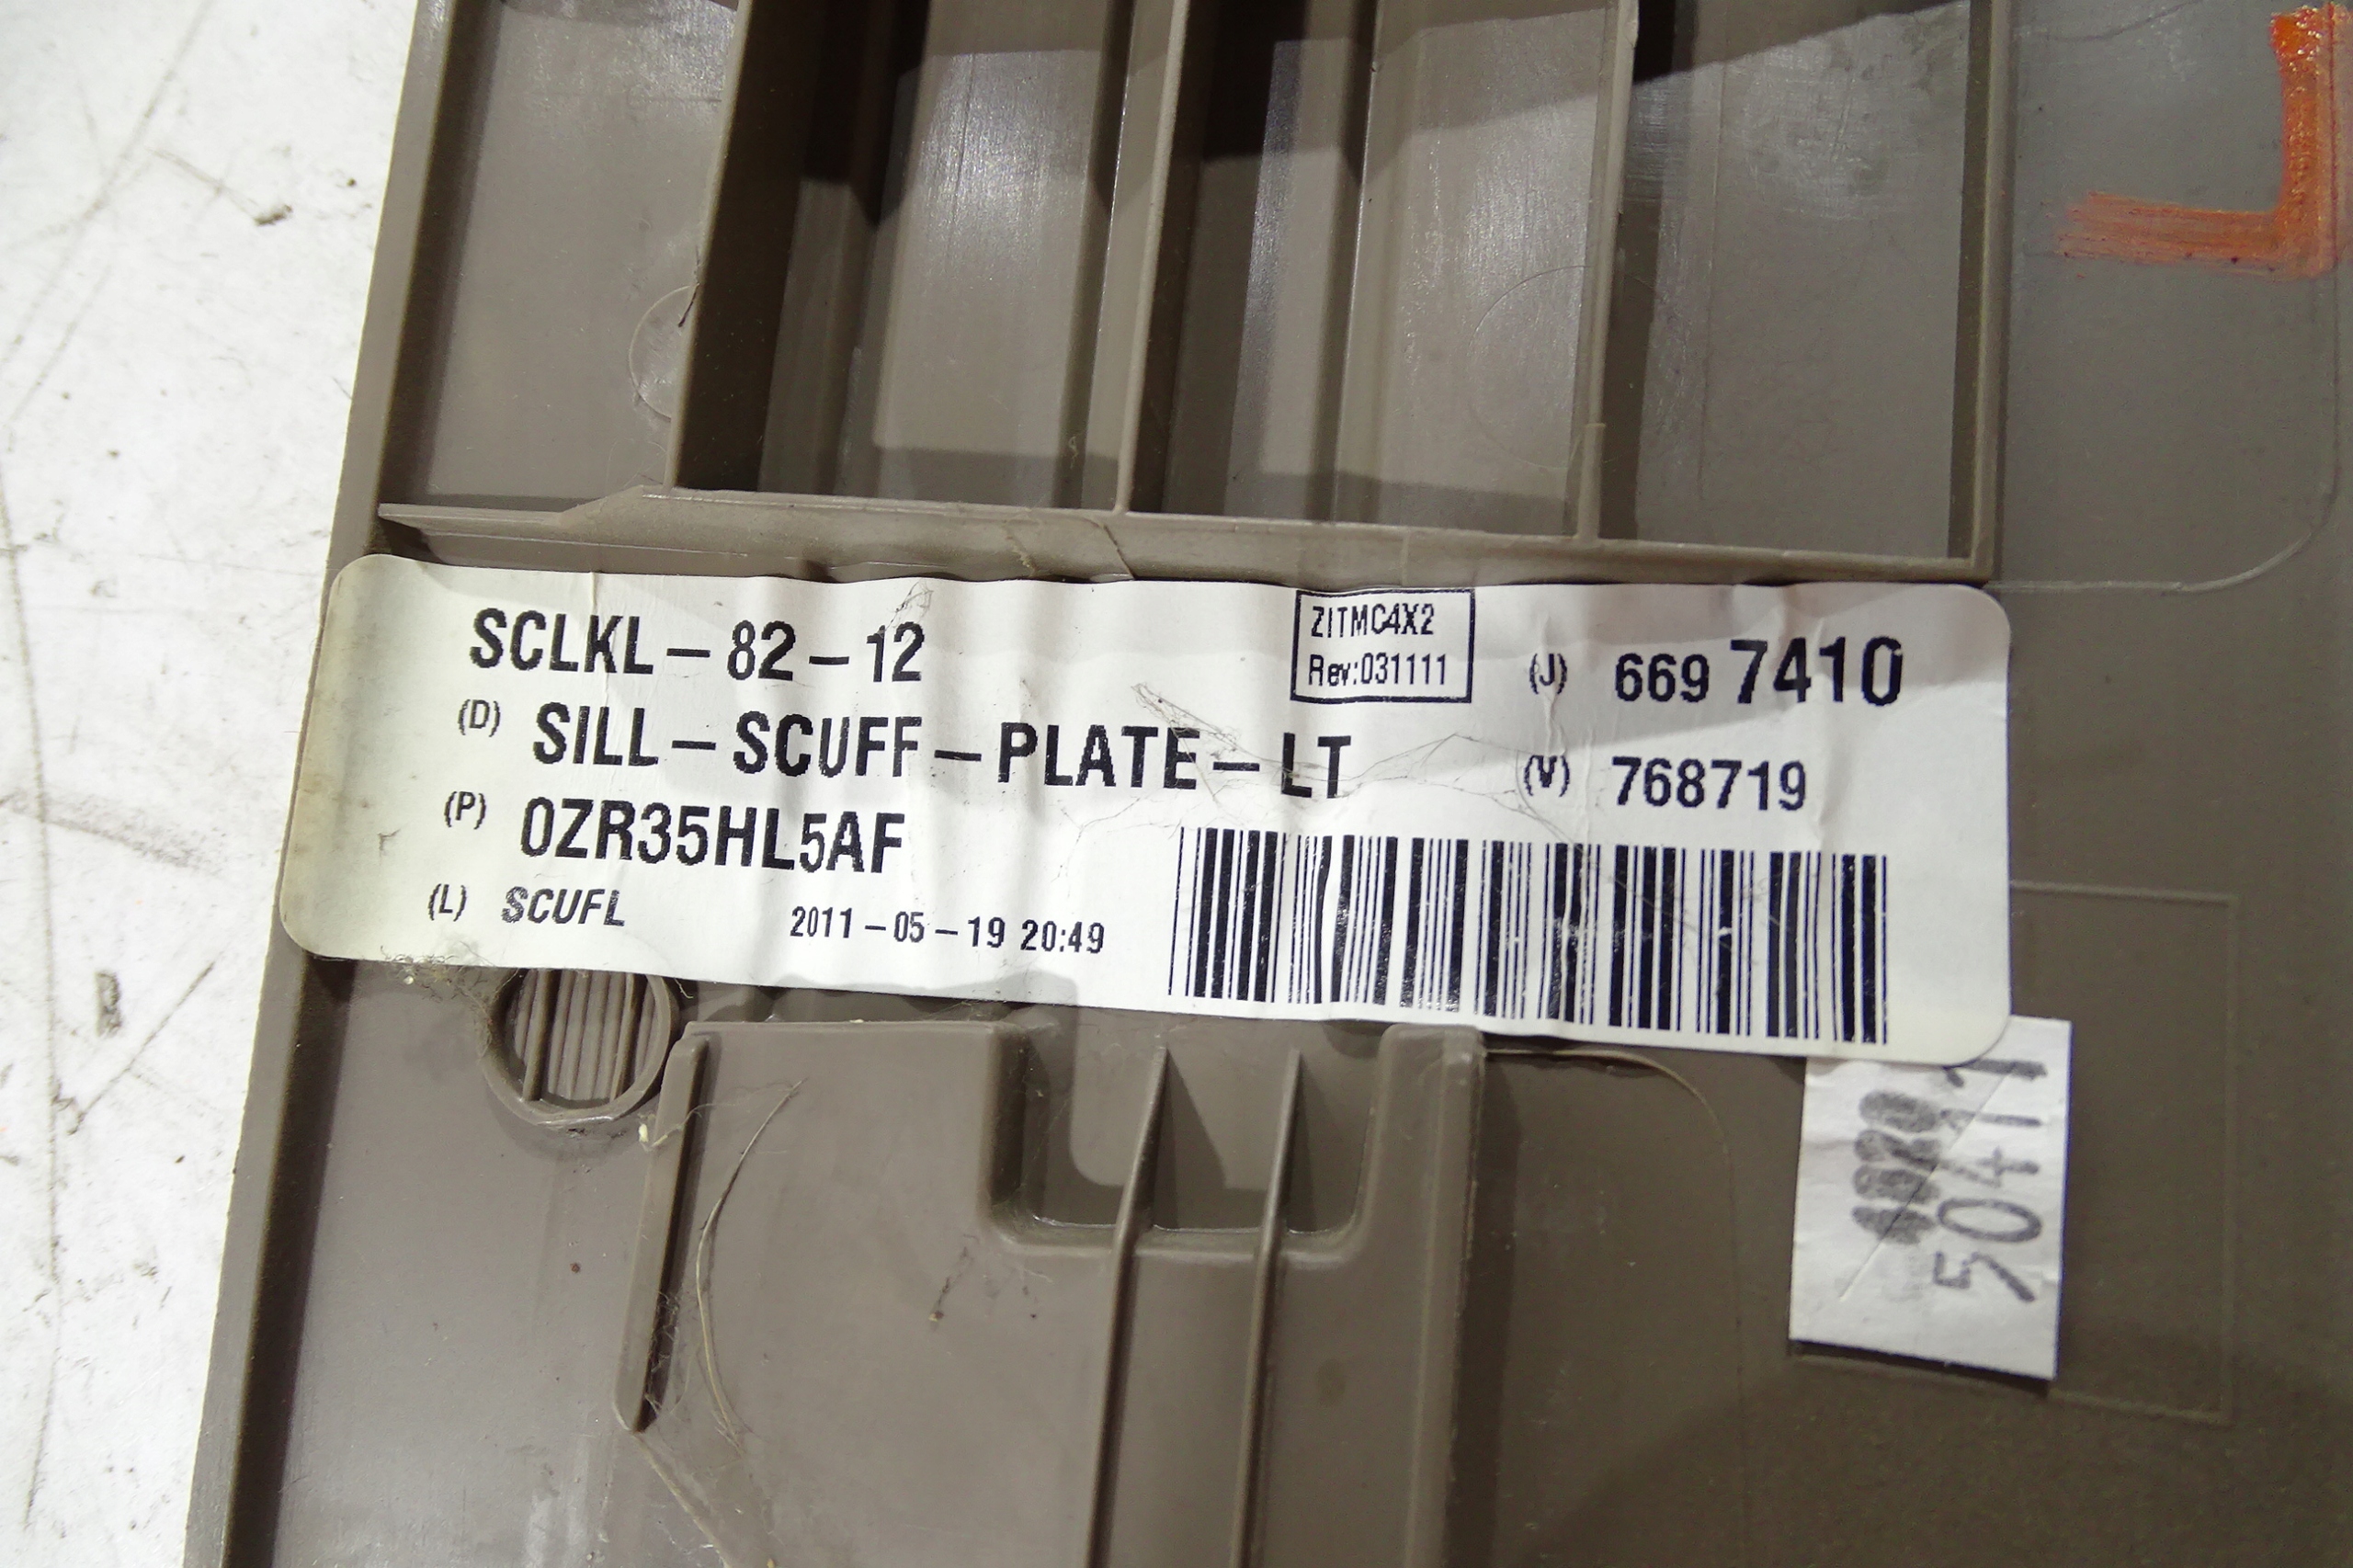 SCLKL-82-12
ZITMC4X2
Rev:031111
(J) 669 7410
(D) SILL-SCUFF-PLATE-LT
(V) 768719
(P) 0ZR35HL5AF
(L) SCUFL 2011-05-19 20:49
50411